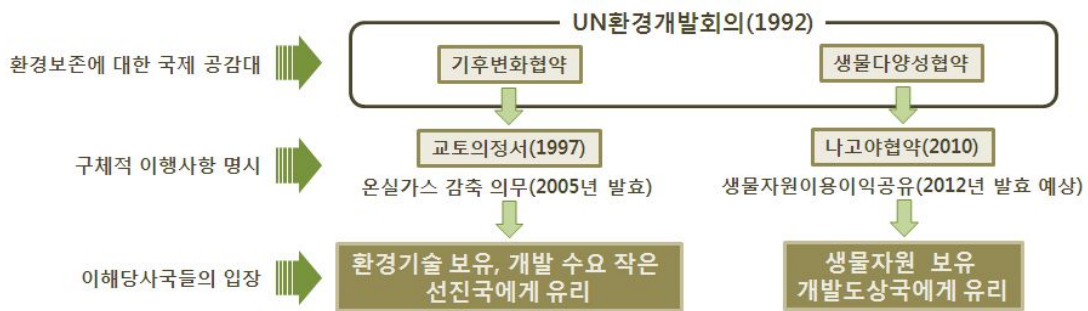 UN환경개발회의(1992)
환경보존에 대한 국제 공감대
기후변화협약
생물다양성협약
구체적 이행사항 명시
교토의정서(1997)
나고야협약(2010)
온실가스 감축 의무(2005년 발효)
생물자원이용이익공유(2012년 발효 예상)
이해당사국들의 입장
환경기술 보유, 개발 수요 작은
선진국에게 유리
생물자원 보유
개발도상국에게 유리